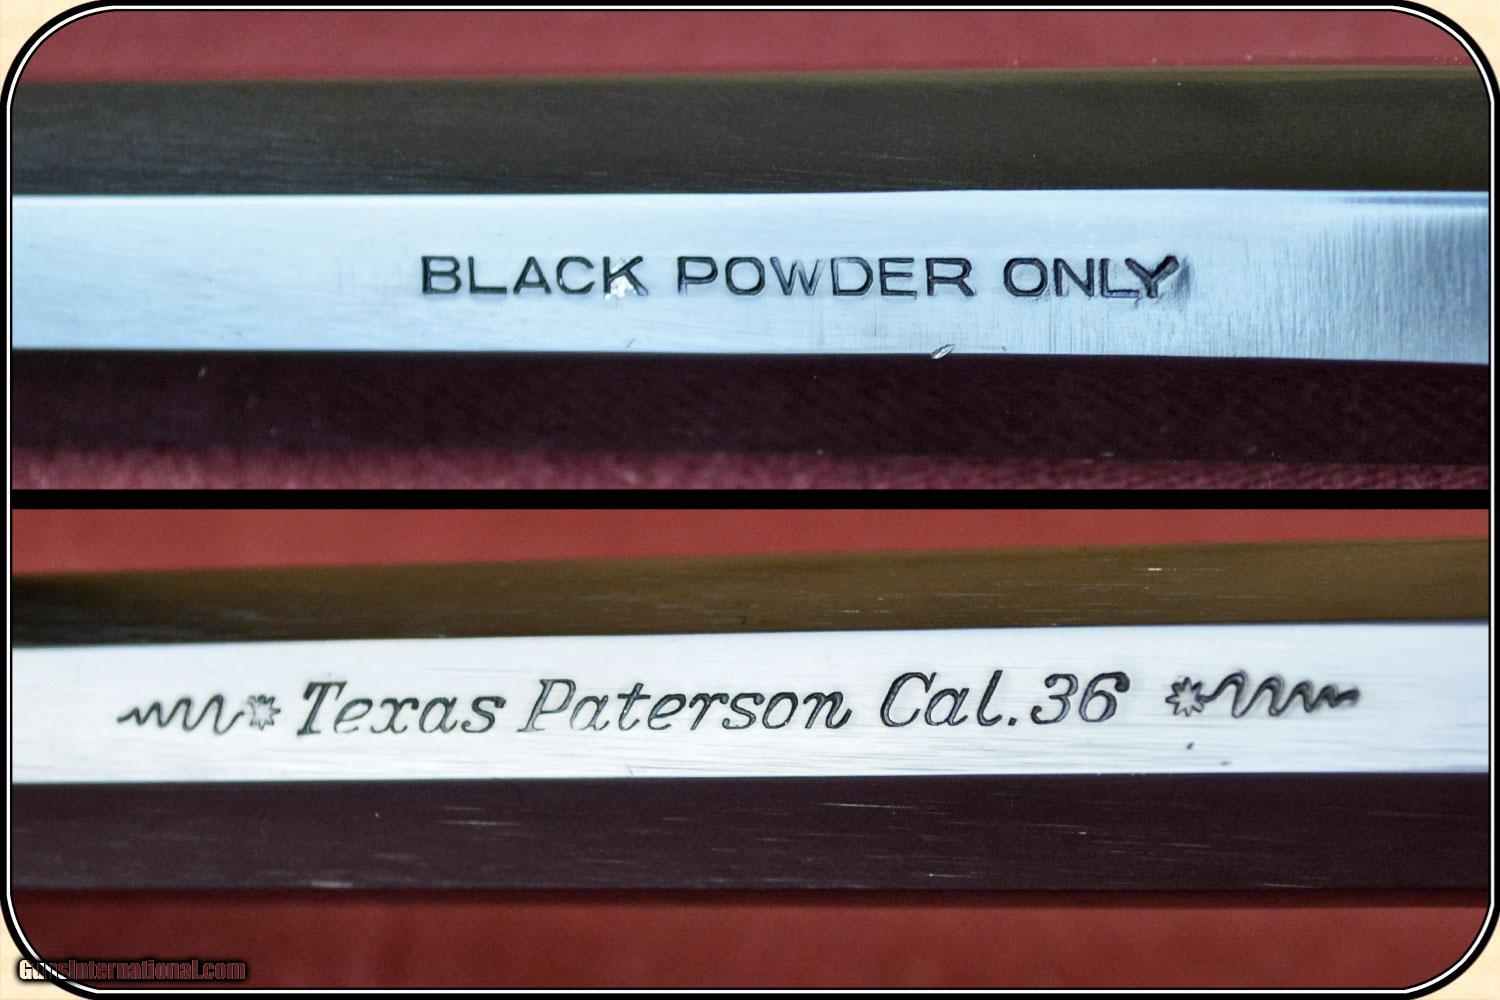 BLACK POWDER ONLY
Texas Paterson Cal. 36
GunsInternational.com